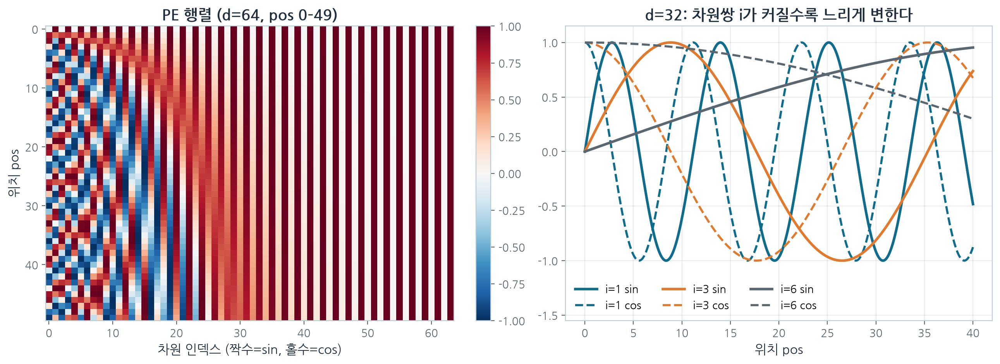 PE 행렬 (d=64, pos 0-49)
0
10
20
30
40
위치 pos
0 10 20 30 40 50 60
차원 인덱스 (짝수=sin, 홀수=cos)
1.00
0.75
0.50
0.25
0.00
-0.25
-0.50
-0.75
-1.00
d=32: 차원쌍 i가 커질수록 느리게 변한다
1.0
0.5
0.0
-0.5
-1.0
-1.5
i=1 sin i=3 sin i=6 sin
i=1 cos i=3 cos i=6 cos
0 5 10 15 20 25 30 35 40
위치 pos